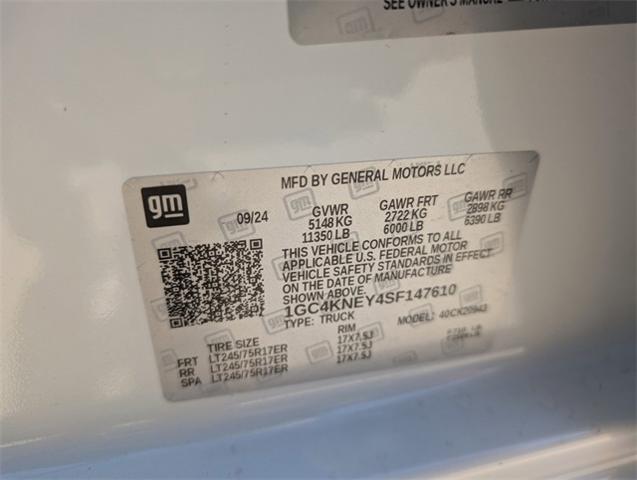 SEE OWNER'S MANUAL
MFD BY GENERAL MOTORS LLC
gm
09/24
GVWR GAWR FRT GAWR RR
5148 KG 2722 KG 2898 KG
11350 LB 6000 LB 6390 LB
THIS VEHICLE CONFORMS TO ALL
APPLICABLE U.S. FEDERAL MOTOR
VEHICLE SAFETY STANDARDS IN EFFECT
ON THE DATE OF MANUFACTURE
SHOWN ABOVE.
1GC4KNEY4SF147610
TYPE: TRUCK MODEL: 40CK20943
TIRE SIZE RIM
FRT LT245/75R17ER 17X7.5J
RR LT245/75R17ER 17X7.5J
SPA LT245/75R17ER 17X7.5J